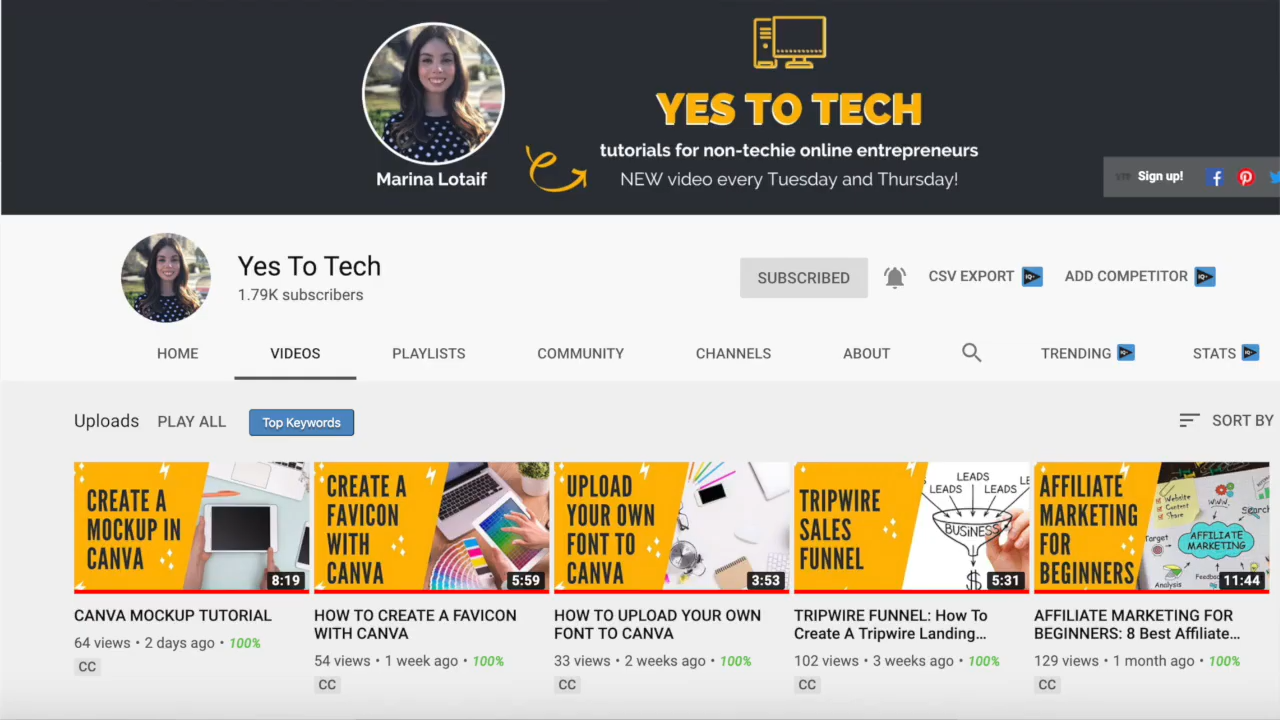 YES TO TECH
tutorials for non-techie online entrepreneurs
NEW video every Tuesday and Thursday!
Marina Lotaif
Sign up!
Yes To Tech
1.79K subscribers
SUBSCRIBED
CSV EXPORT
ADD COMPETITOR
HOME
VIDEOS
PLAYLISTS
COMMUNITY
CHANNELS
ABOUT
TRENDING
STATS
Uploads
PLAY ALL
Top Keywords
SORT BY
CREATE A
MOCKUP IN
CANVA
8:19
CREATE A
FAVICON
WITH
CANVA
5:59
UPLOAD
YOUR OWN
FONT TO
CANVA
3:53
TRIPWIRE
SALES
FUNNEL
LEADS
LEADS
LEADS
BUSINESS
$
5:31
AFFILIATE
MARKETING
FOR
BEGINNERS
Website
Content
Share
WWW.
Search
Target
AFFILIATE
MARKETING
Analysis
11:44
CANVA MOCKUP TUTORIAL
64 views • 2 days ago • 100%
CC
HOW TO CREATE A FAVICON
WITH CANVA
54 views • 1 week ago • 100%
CC
HOW TO UPLOAD YOUR OWN
FONT TO CANVA
33 views • 2 weeks ago • 100%
CC
TRIPWIRE FUNNEL: How To
Create A Tripwire Landing...
102 views • 3 weeks ago • 100%
CC
AFFILIATE MARKETING FOR
BEGINNERS: 8 Best Affiliate...
129 views • 1 month ago • 100%
CC